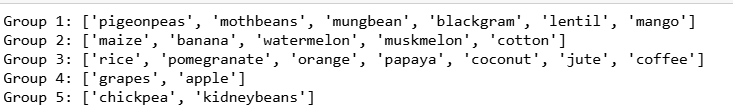 Group 1: ['pigeonpeas', 'mothbeans', 'mungbean', 'blackgram', 'lentil', 'mango']
Group 2: ['maize', 'banana', 'watermelon', 'muskmelon', 'cotton']
Group 3: ['rice', 'pomegranate', 'orange', 'papaya', 'coconut', 'jute', 'coffee']
Group 4: ['grapes', 'apple']
Group 5: ['chickpea', 'kidneybeans']